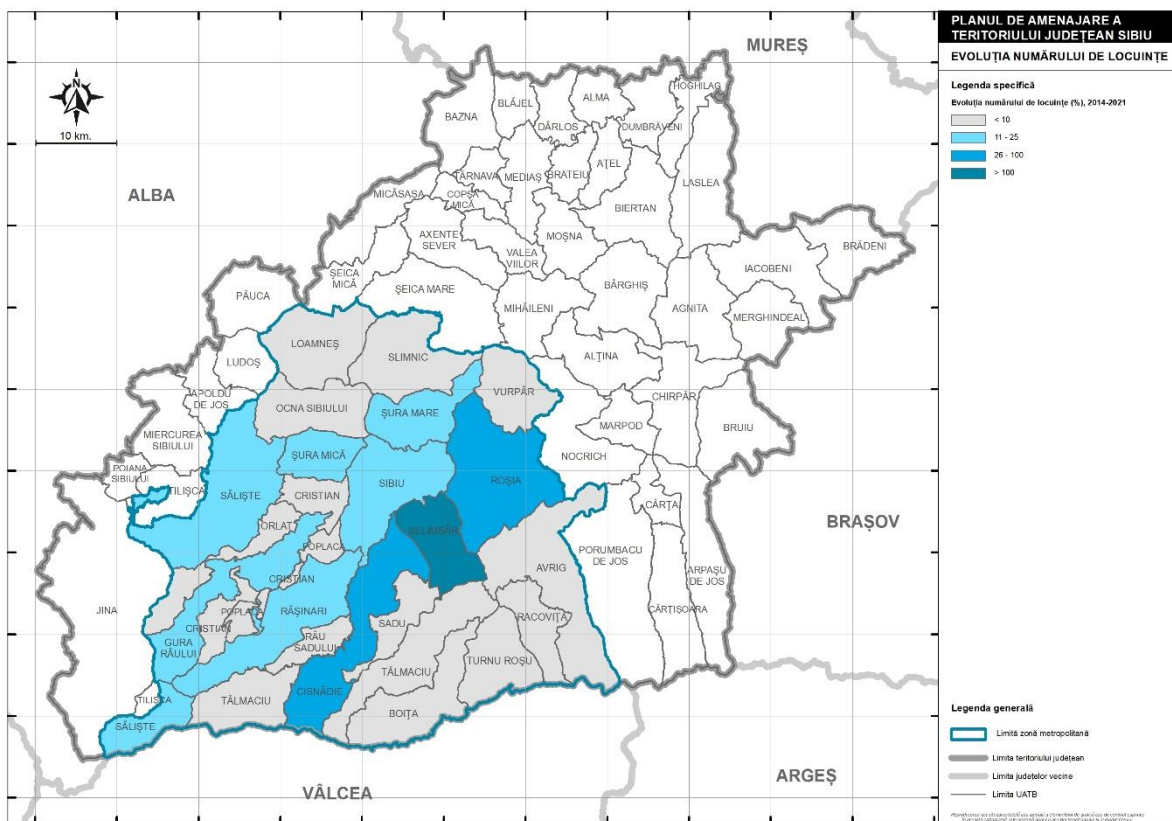 PLANUL DE AMENAJARE A
TERITORIULUI JUDEȚEAN SIBIU
EVOLUȚIA NUMĂRULUI DE LOCUINȚE
Legenda specifică
Evoluția numărului de locuințe (%), 2014-2021
< 10
11 - 25
26 - 100
> 100
N
10 km.
MUREȘ
ALBA
BRAȘOV
ARGEȘ
VÂLCEA
HOGHILAG
BLĂJEL
ALMA
BAZNA
DÂRLOS
DUMBRĂVENI
AȚEL
TÂRNAVA
MEDIAȘ
BRATEIU
LASLEA
MICĂSASA
COPȘA
MICĂ
BIERTAN
AXENTE
SEVER
MOȘNA
BRĂDENI
VALEA
VIILOR
IACOBENI
ȘEICA
MICĂ
ȘEICA MARE
BÂRGHIȘ
PĂUCA
MIHĂILENI
AGNITA
MERGHINDEAL
LOAMNEȘ
SLIMNIC
ALȚINA
LUDOȘ
VURPĂR
APOLDU
DE JOS
CHIRPĂR
OCNA SIBIULUI
ȘURA MARE
MARPOD
BRUIU
MIERCUREA
SIBIULUI
NOCRICH
ȘURA MICĂ
POIANA
SIBIULUI
TILIȘCA
SIBIU
ROȘIA
SĂLIȘTE
CRISTIAN
CÂRȚA
ORLAT
ȘELIMBĂR
POPLACA
PORUMBACU
DE JOS
AVRIG
ARPAȘU
DE JOS
CRISTIAN
JINA
POPLACA
RĂȘINARI
CÂRȚIȘOARA
SADU
RACOVIȚA
CRISTIAN
GURA
RÂULUI
RÂU
SADULUI
TURNU ROȘU
TĂLMACIU
CISNĂDIE
TILIȘCA
TĂLMACIU
BOIȚA
SĂLIȘTE
Legenda generală
Limită zonă metropolitană
Limita teritoriului județean
Limita județelor vecine
Limita UATB